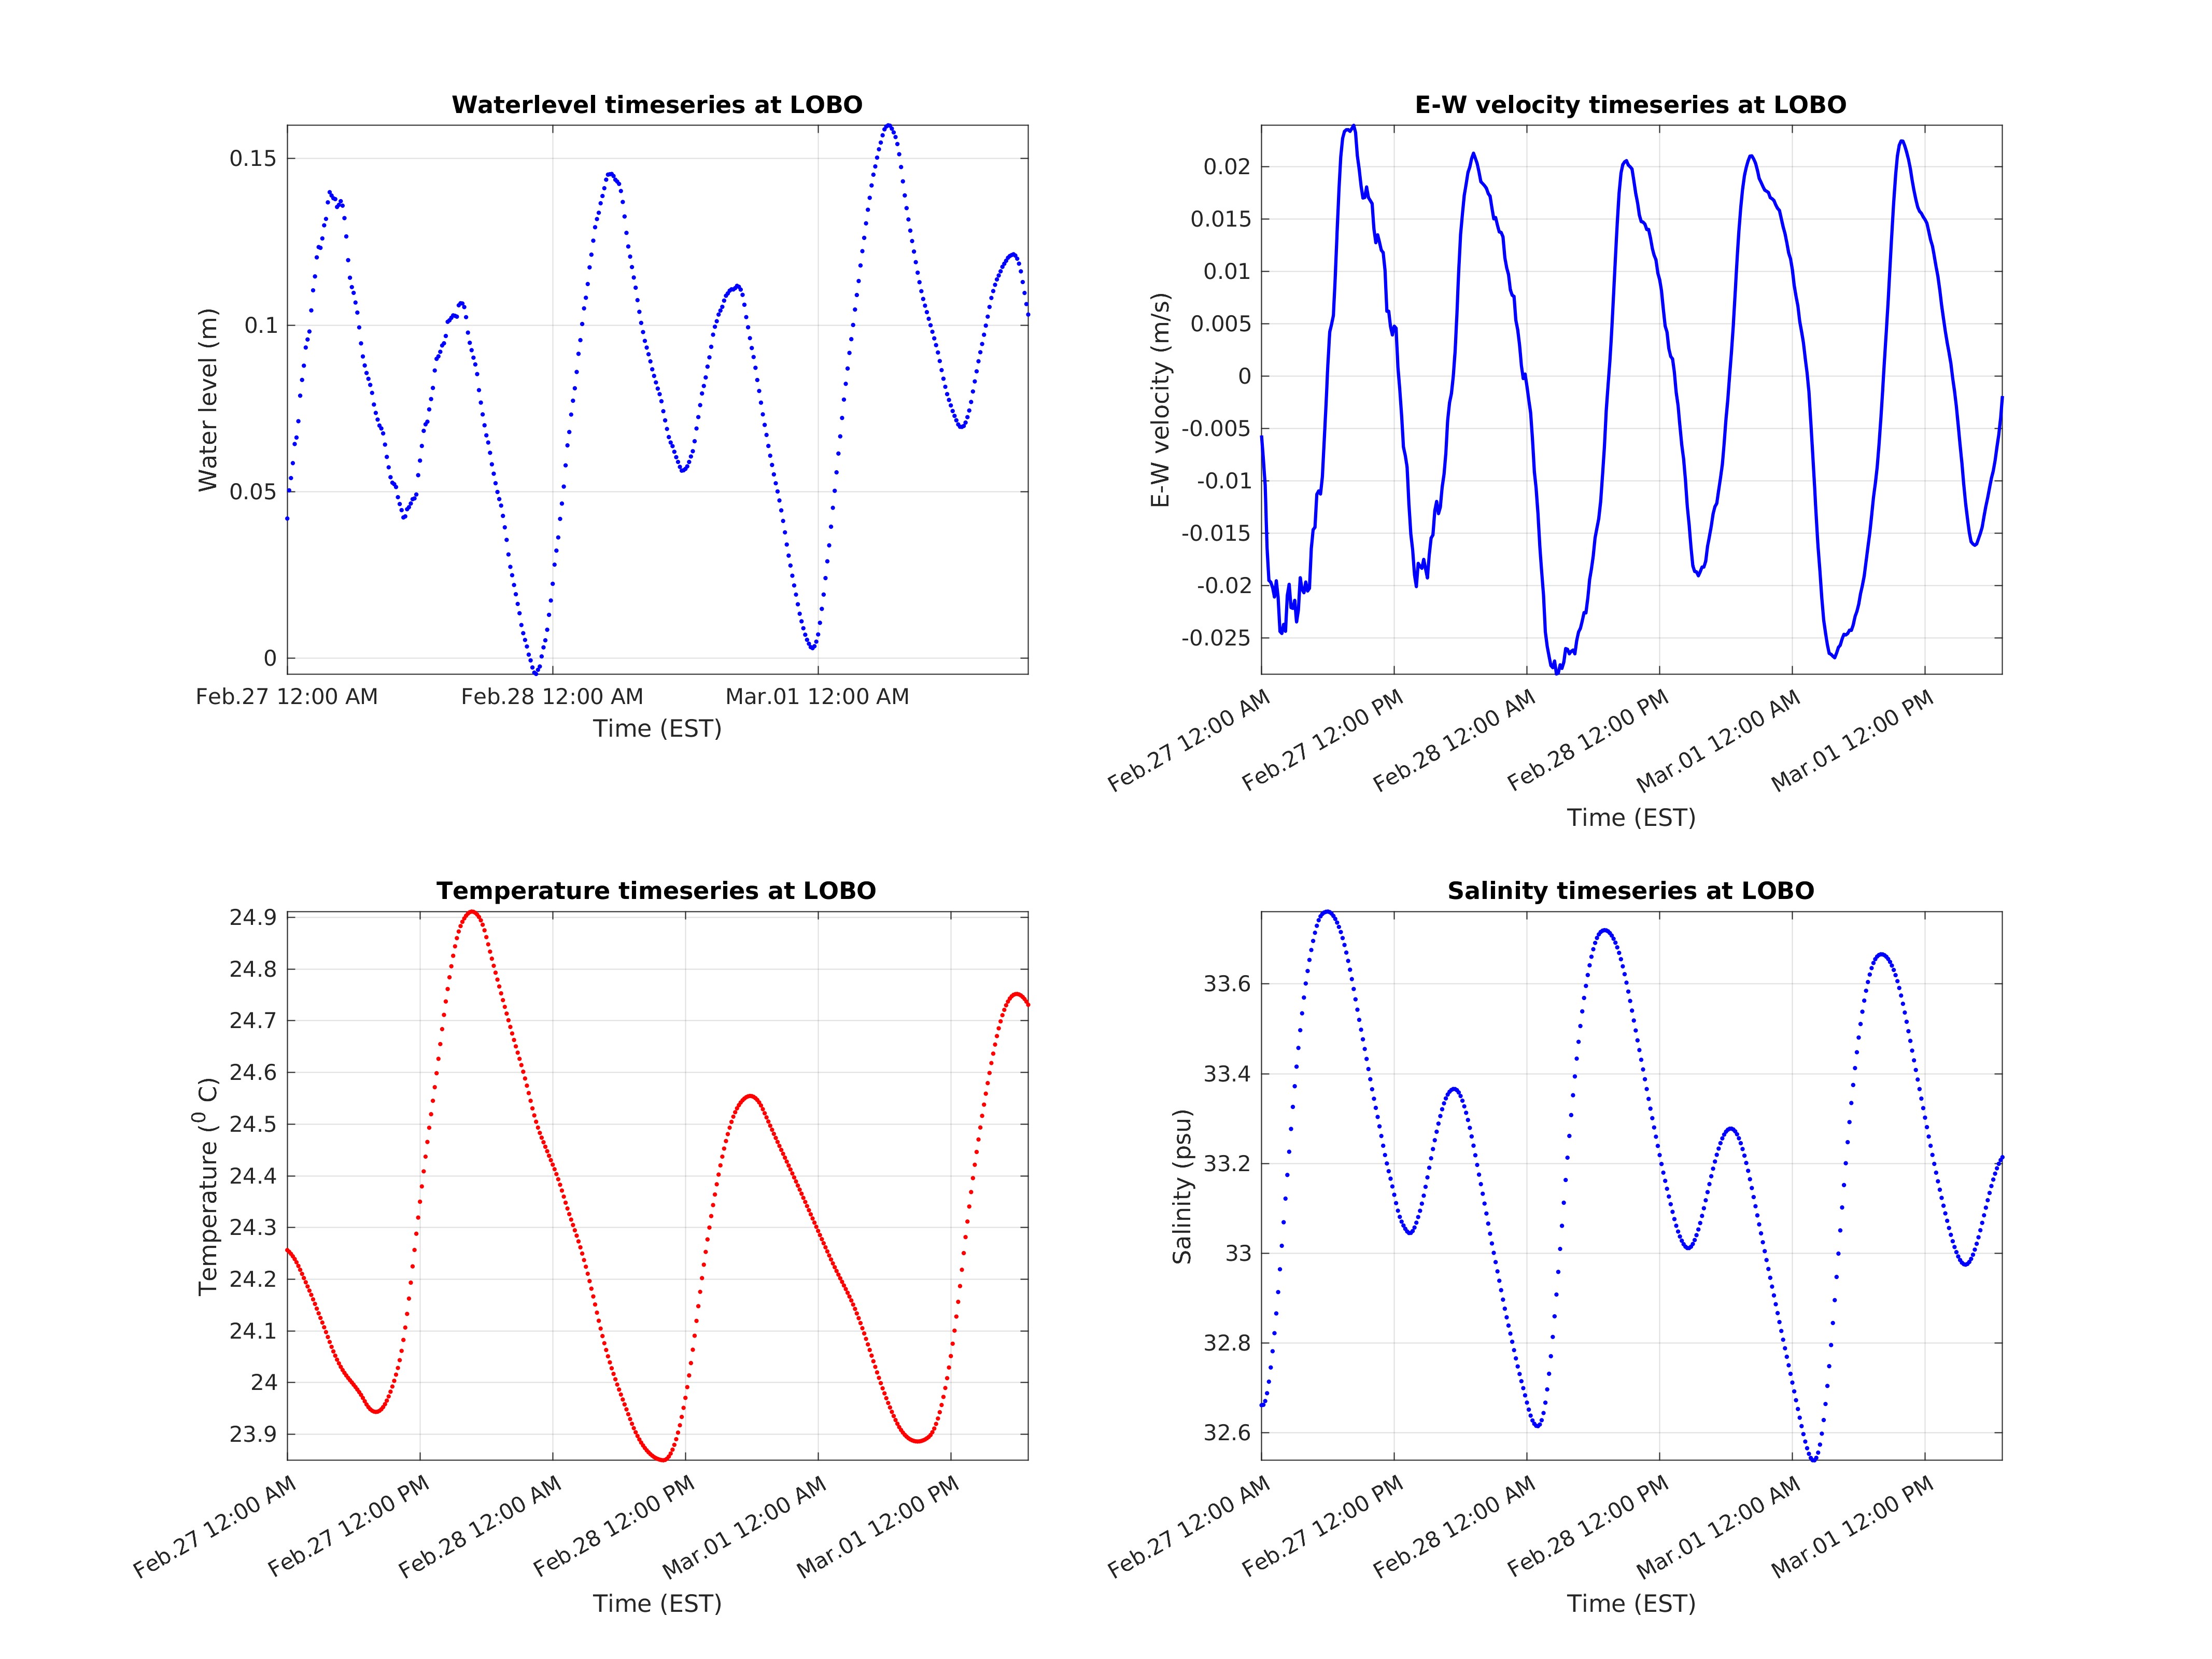 Waterlevel timeseries at LOBO
0.15
0.1
0.05
0
Water level (m)
Feb.27 12:00 AM
Feb.28 12:00 AM
Mar.01 12:00 AM
Time (EST)
E-W velocity timeseries at LOBO
0.02
0.015
0.01
0.005
0
-0.005
-0.01
-0.015
-0.02
-0.025
E-W velocity (m/s)
Feb.27 12:00 AM
Feb.27 12:00 PM
Feb.28 12:00 AM
Feb.28 12:00 PM
Mar.01 12:00 AM
Mar.01 12:00 PM
Time (EST)
Temperature timeseries at LOBO
24.9
24.8
24.7
24.6
24.5
24.4
24.3
24.2
24.1
24
23.9
Temperature (⁰ C)
Feb.27 12:00 AM
Feb.27 12:00 PM
Feb.28 12:00 AM
Feb.28 12:00 PM
Mar.01 12:00 AM
Mar.01 12:00 PM
Time (EST)
Salinity timeseries at LOBO
33.6
33.4
33.2
33
32.8
32.6
Salinity (psu)
Feb.27 12:00 AM
Feb.27 12:00 PM
Feb.28 12:00 AM
Feb.28 12:00 PM
Mar.01 12:00 AM
Mar.01 12:00 PM
Time (EST)